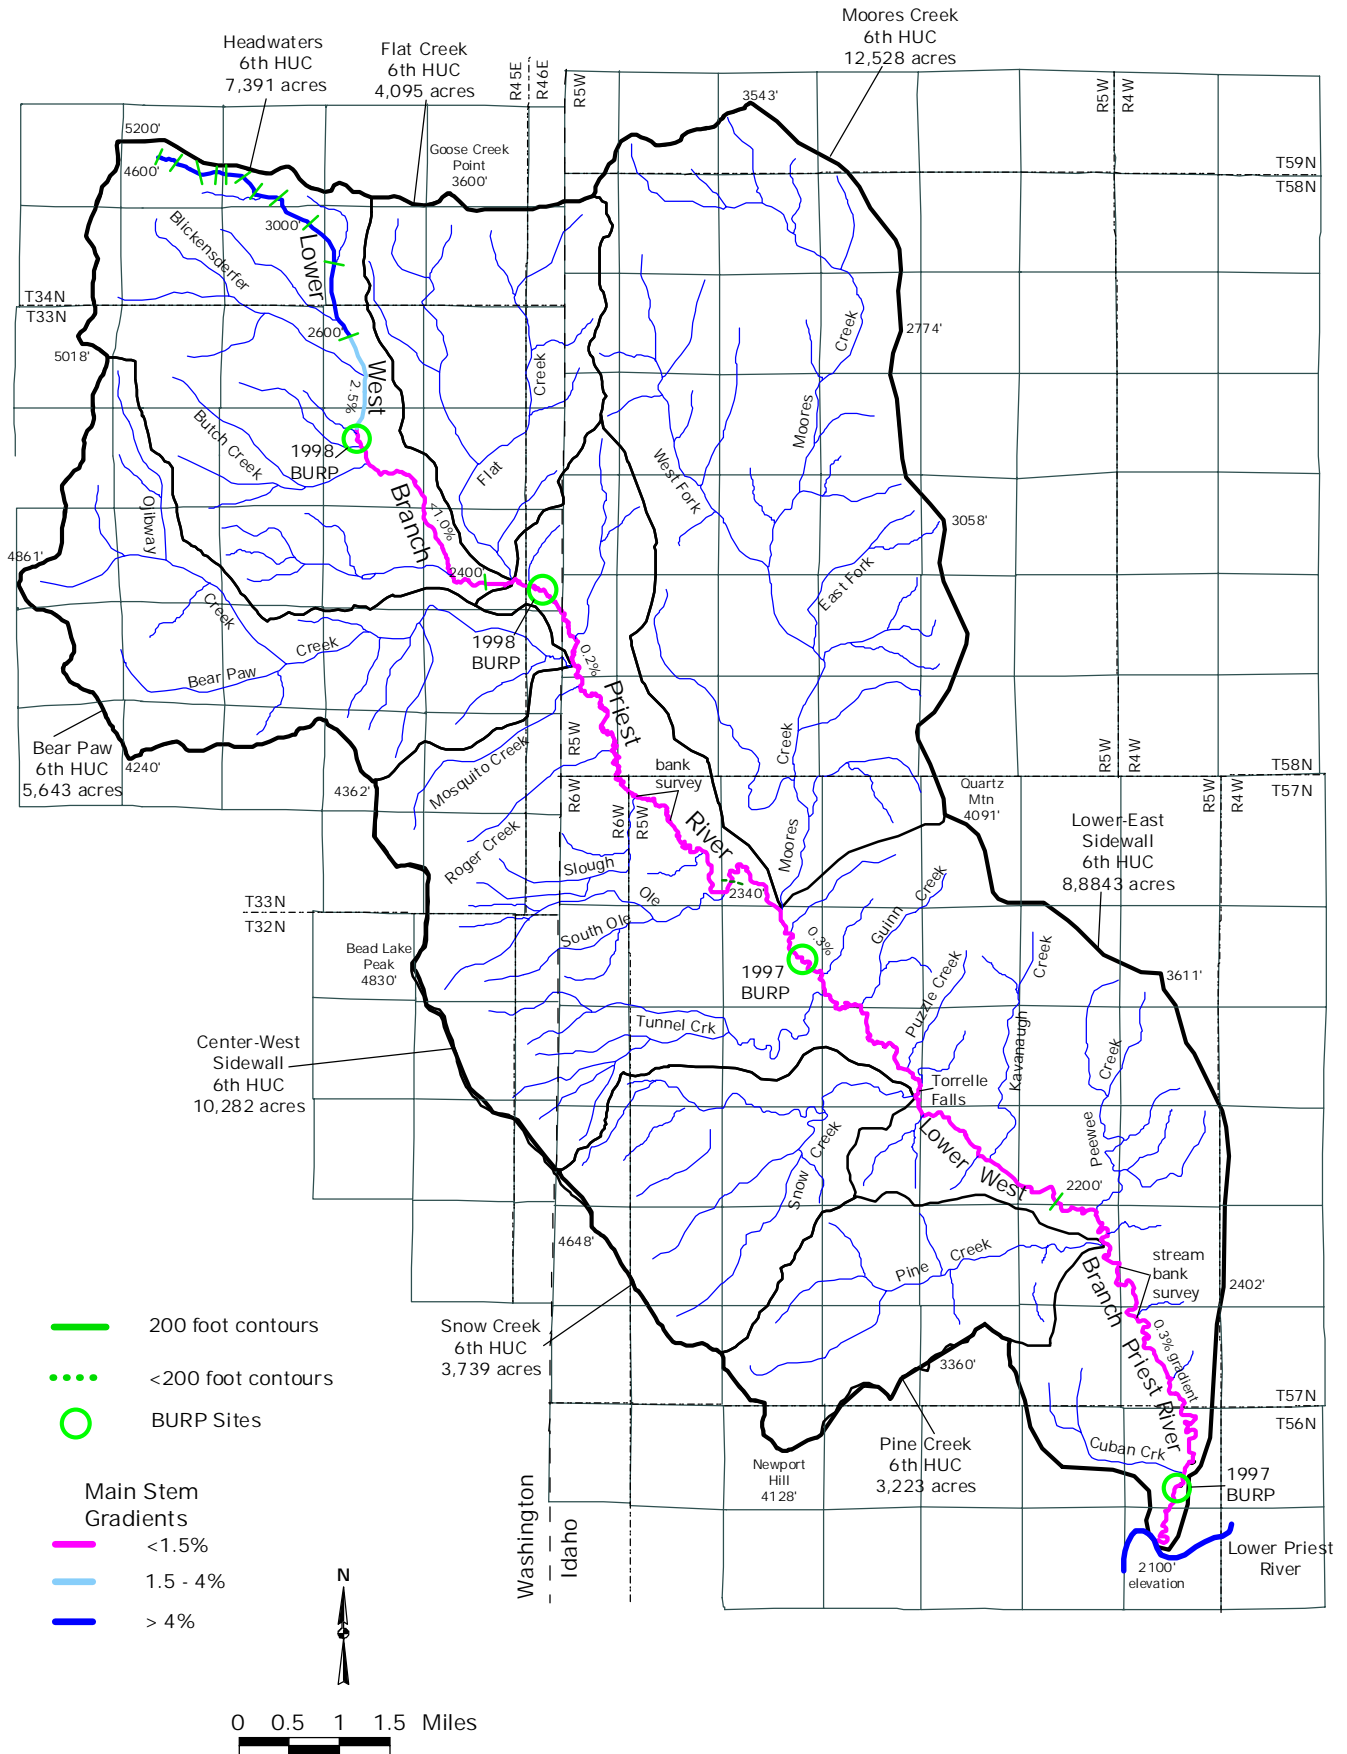 Moores Creek
6th HUC
12,528 acres
Headwaters
6th HUC
7,391 acres
Flat Creek
6th HUC
4,095 acres
R45E
R46E
R5W
R5W
R4W
3543'
5200'
4600'
Goose Creek
Point
3600'
T59N
T58N
Blickensderfer
3000'
Lower
Creek
T34N
T33N
2600'
5018'
2774'
West
2.5%
Creek
Moores
Butch Creek
1998
BURP
Flat
West Fork
Ojibway
Branch
<1.0%
3058'
4861'
2400'
East Fork
Creek
Creek
Bear Paw
1998
BURP
0.2%
Priest
Bear Paw
6th HUC
5,643 acres
4240'
R5W
Creek
R5W
R4W
bank
survey
T58N
T57N
Mosquito Creek
4362'
R6W
R6W
R5W
Quartz
Mtn
4091'
R5W
R4W
River
Moores
Lower-East
Sidewall
6th HUC
8,8843 acres
Roger Creek
Slough
Ole
2340'
Guinn Creek
T33N
T32N
South Ole
0.3%
Bead Lake
Peak
4830'
1997
BURP
Creek
3611'
Puzzle Creek
Tunnel Crk
Kavanaugh
Creek
Center-West
Sidewall
6th HUC
10,282 acres
Torrelle
Falls
Peewee
Creek
Snow
Lower West
2200'
4648'
Pine Creek
stream
bank
survey
2402'
Branch
Snow Creek
6th HUC
3,739 acres
200 foot contours
0.3% gradient
Priest River
3360'
<200 foot contours
T57N
T56N
BURP Sites
Pine Creek
6th HUC
3,223 acres
Cuban Crk
Newport
Hill
4128'
1997
BURP
Main Stem
Gradients
<1.5%
1.5 - 4%
> 4%
Washington
Idaho
Lower Priest
River
2100'
elevation
N
0 0.5 1 1.5 Miles